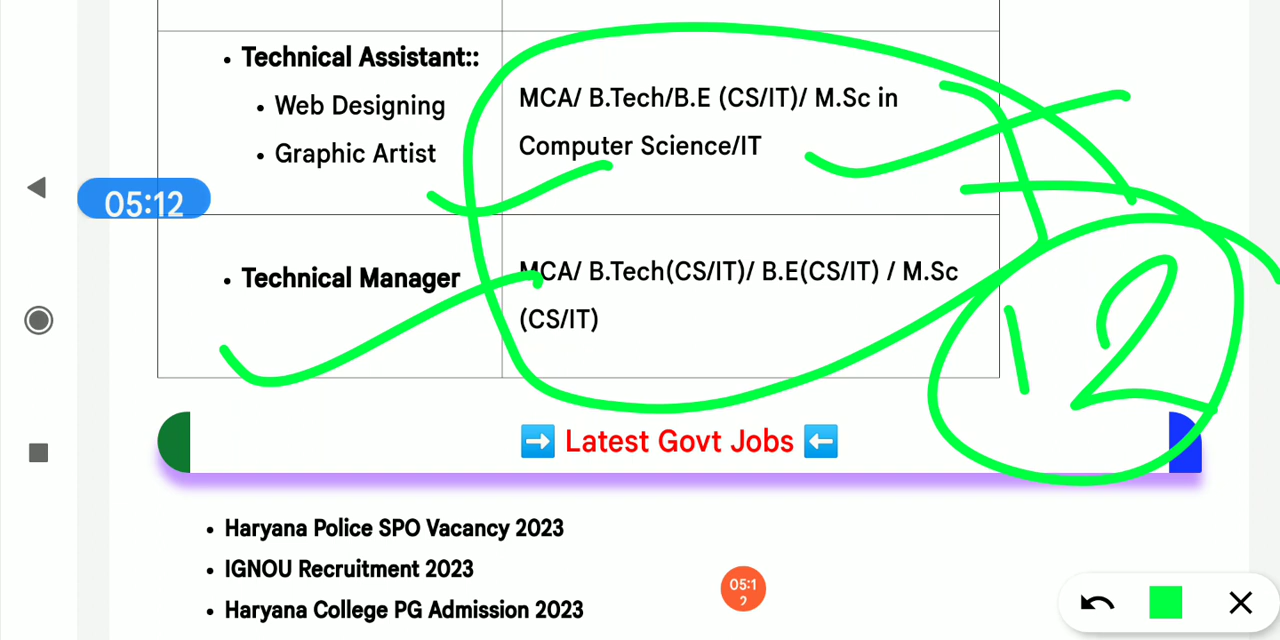 Technical Assistant::
Web Designing
Graphic Artist
MCA/ B.Tech/B.E (CS/IT)/ M.Sc in
Computer Science/IT
05:12
Technical Manager
MCA/ B.Tech(CS/IT)/ B.E(CS/IT) / M.Sc
(CS/IT)
12
Latest Govt Jobs
Haryana Police SPO Vacancy 2023
IGNOU Recruitment 2023
Haryana College PG Admission 2023
05:1
2